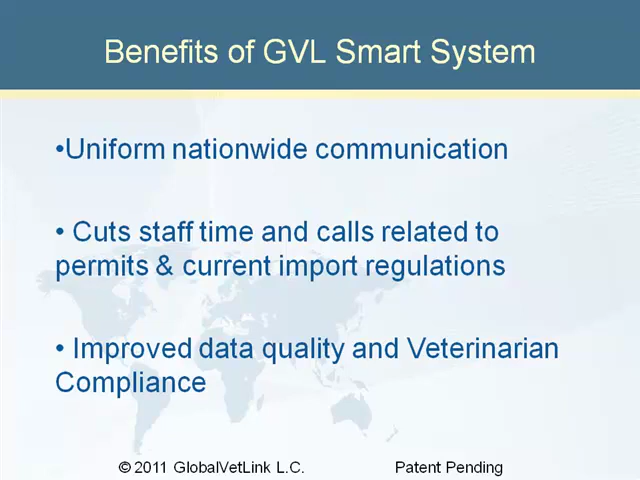 Benefits of GVL Smart System
•Uniform nationwide communication
• Cuts staff time and calls related to
permits & current import regulations
• Improved data quality and Veterinarian
Compliance
© 2011 GlobalVetLink L.C. Patent Pending